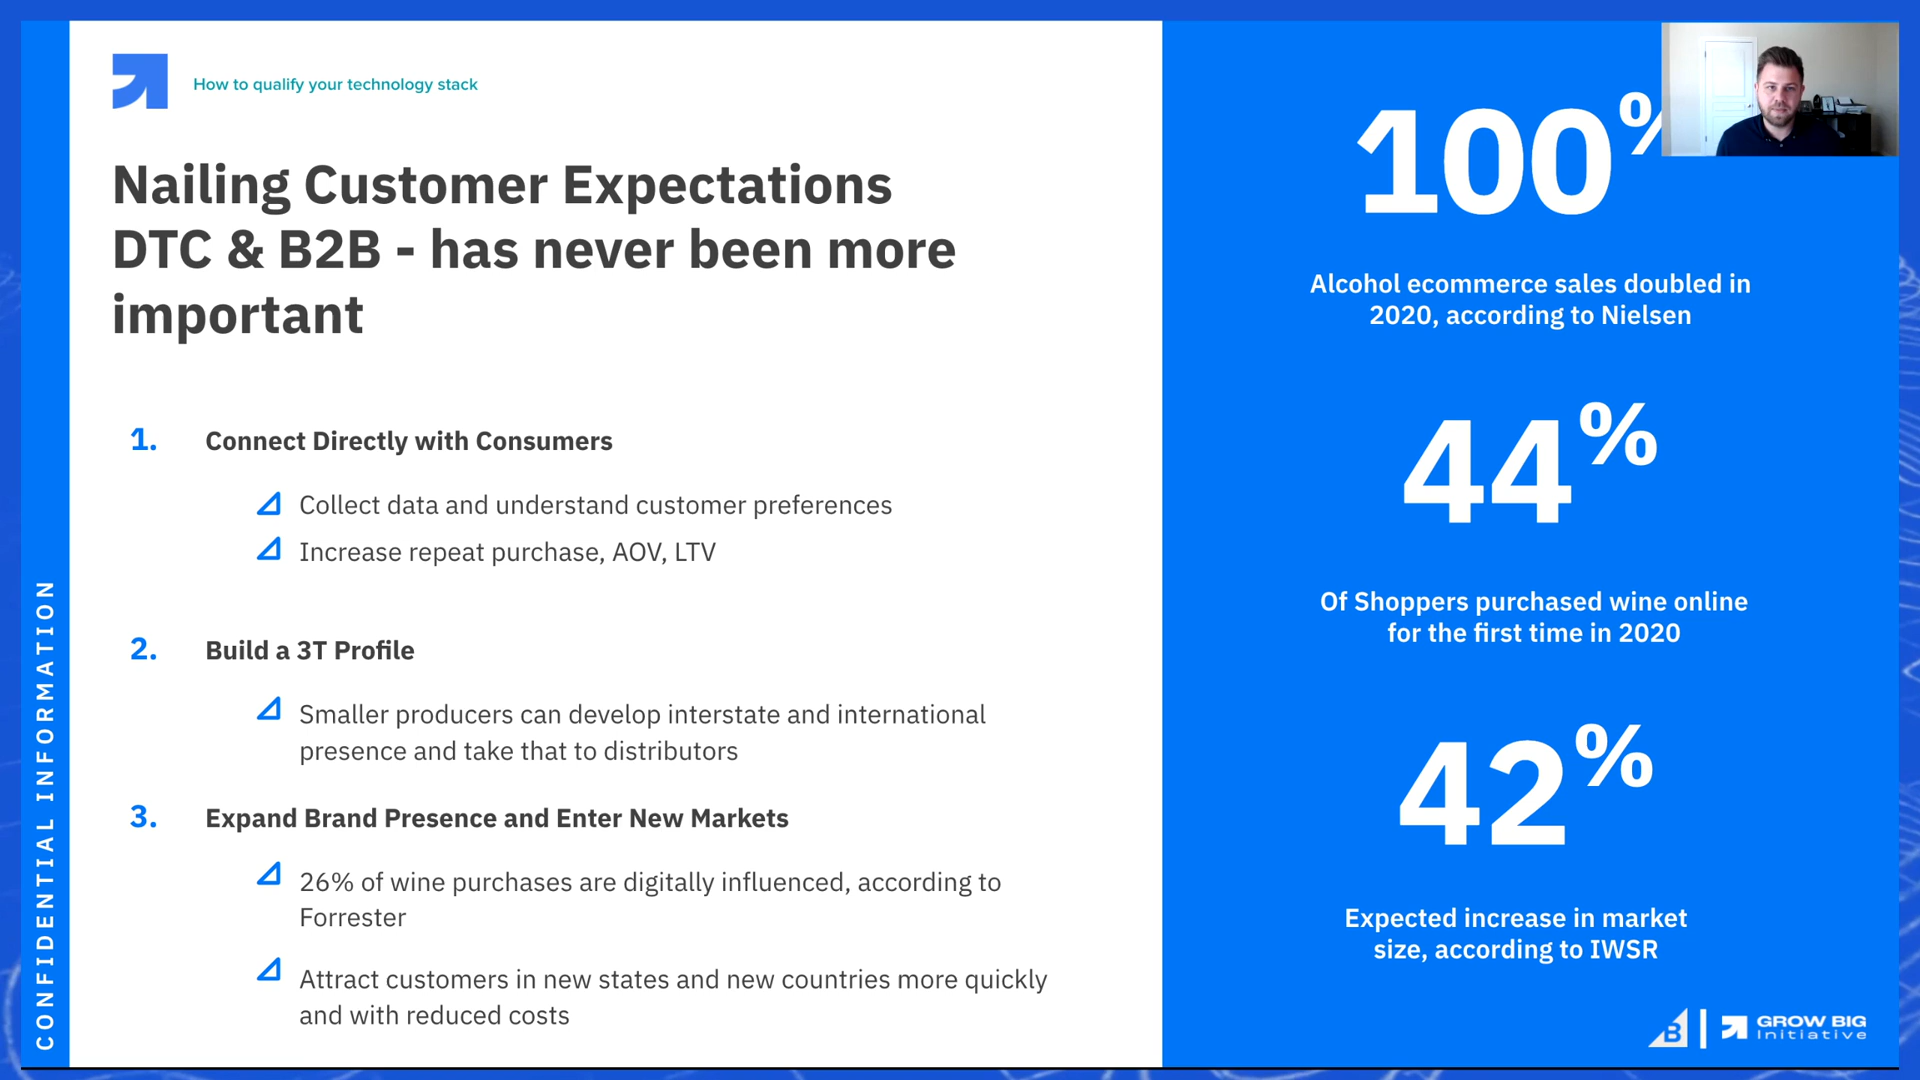 How to qualify your technology stack
Nailing Customer Expectations
DTC & B2B - has never been more
important
1. Connect Directly with Consumers
Collect data and understand customer preferences
Increase repeat purchase, AOV, LTV
2. Build a 3T Profile
Smaller producers can develop interstate and international
presence and take that to distributors
3. Expand Brand Presence and Enter New Markets
26% of wine purchases are digitally influenced, according to
Forrester
Attract customers in new states and new countries more quickly
and with reduced costs
CONFIDENTIAL INFORMATION
100%
Alcohol ecommerce sales doubled in
2020, according to Nielsen
44%
Of Shoppers purchased wine online
for the first time in 2020
42%
Expected increase in market
size, according to IWSR
B
GROW BIG
Initiative